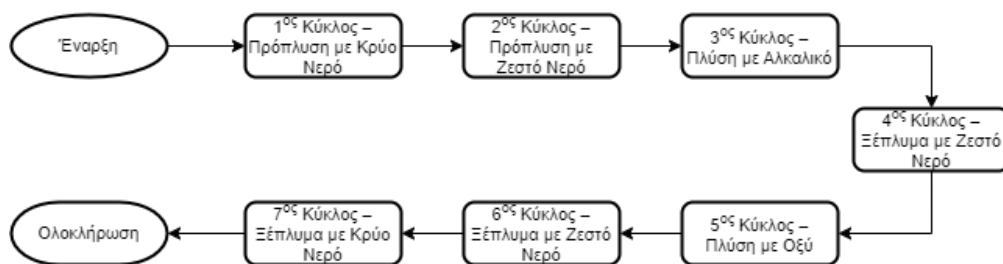 Έναρξη
1ος Κύκλος –
Πρόπλυση με Κρύο
Νερό
2ος Κύκλος –
Πρόπλυση με
Ζεστό Νερό
3ος Κύκλος –
Πλύση με Αλκαλικό
4ος Κύκλος –
Ξέπλυμα με Ζεστό
Νερό
5ος Κύκλος –
Πλύση με Οξύ
6ος Κύκλος –
Ξέπλυμα με Ζεστό
Νερό
7ος Κύκλος –
Ξέπλυμα με Κρύο
Νερό
Ολοκλήρωση